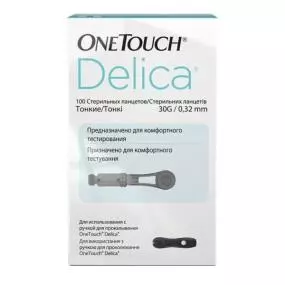 ONETOUCH®
Delica®
100 Стерильных ланцетов/Стерильних ланцетів
Тонкие/Тонкі 30G / 0,32 mm
Предназначено для комфортного
тестирования
Призначено для комфортного
тестування
Для использования с
ручкой для прокалывания
OneTouch® Delica®.
Для використання з
ручкою для проколювання
OneTouch® Delica®.